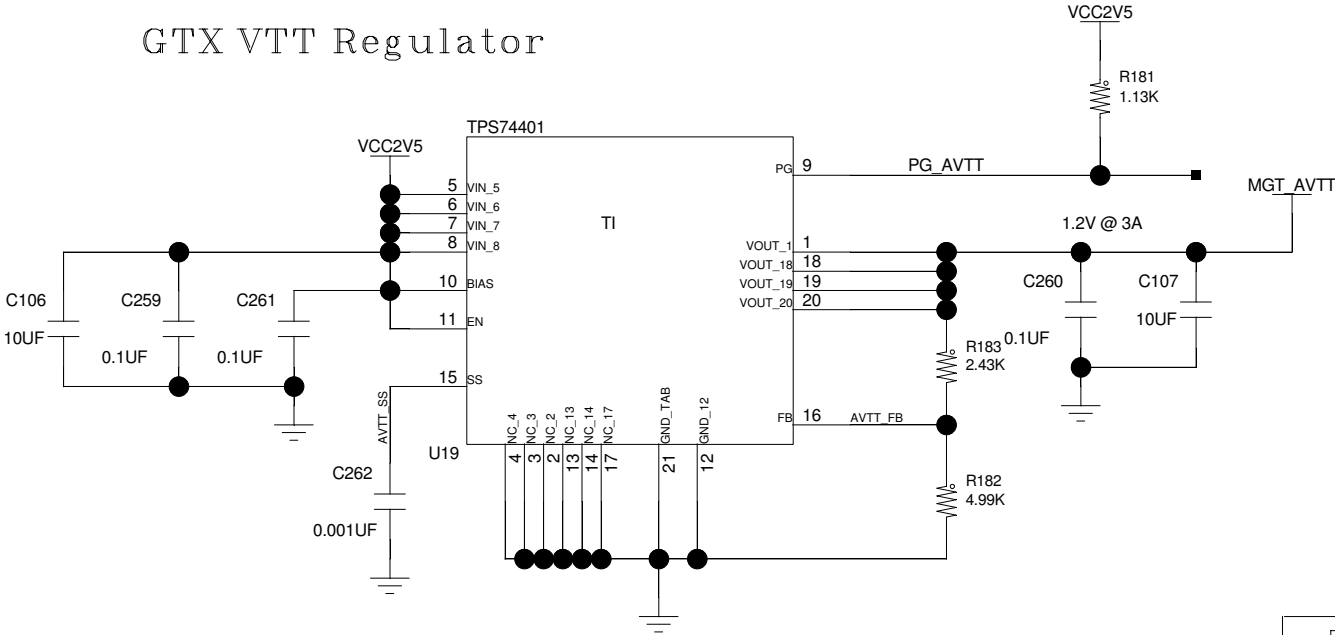 GTX VTT Regulator
VCC2V5
R181
1.13K
TPS74401
VCC2V5
5 VIN_5
6 VIN_6
7 VIN_7
8 VIN_8
10 BIAS
11 EN
15 SS
TI
PG 9
PG_AVTT
MGT_AVTT
1.2V @ 3A
VOUT_1 1
VOUT_18 18
VOUT_19 19
VOUT_20 20
C106
10UF
C259
0.1UF
C261
0.1UF
C260
0.1UF
C107
10UF
R183
2.43K
FB 16
AVTT_FB
AVTT_SS
U19
NC_4 4
NC_3 3
NC_2 2
NC_13 13
NC_14 14
NC_17 17
GND_TAB 21
GND_12 12
C262
0.001UF
R182
4.99K